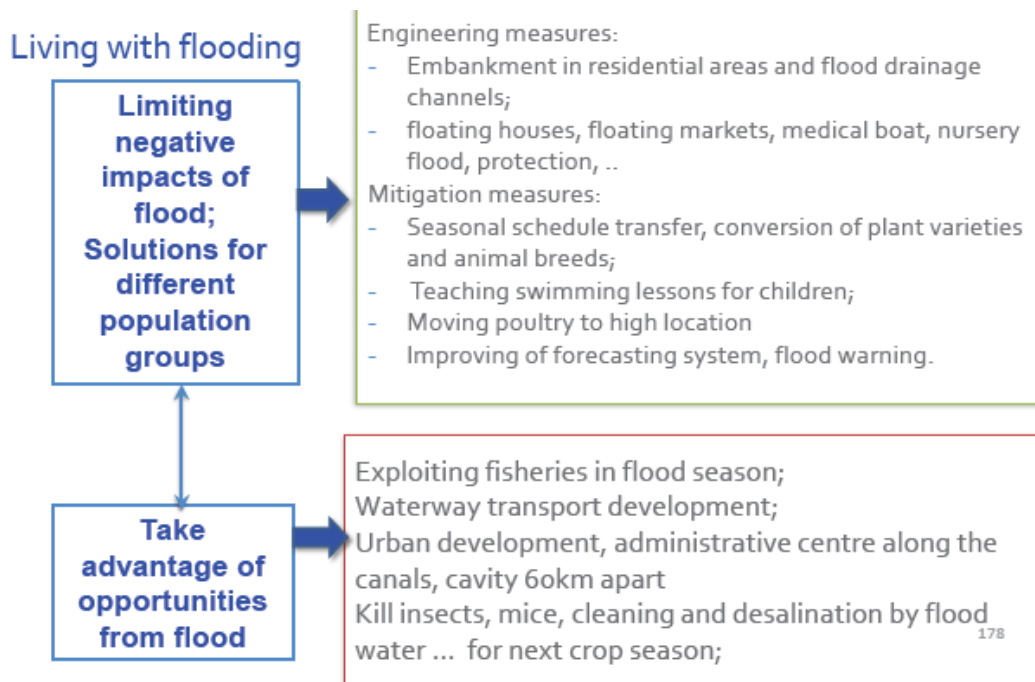 Living with flooding
Limiting
negative
impacts of
flood;
Solutions for
different
population
groups
Engineering measures:
- Embankment in residential areas and flood drainage
channels;
- floating houses, floating markets, medical boat, nursery
flood, protection, ..
Mitigation measures:
- Seasonal schedule transfer, conversion of plant varieties
and animal breeds;
- Teaching swimming lessons for children;
- Moving poultry to high location
- Improving of forecasting system, flood warning.
Take
advantage of
opportunities
from flood
Exploiting fisheries in flood season;
Waterway transport development;
Urban development, administrative centre along the
canals, cavity 60km apart
Kill insects, mice, cleaning and desalination by flood
water ... for next crop season;
178